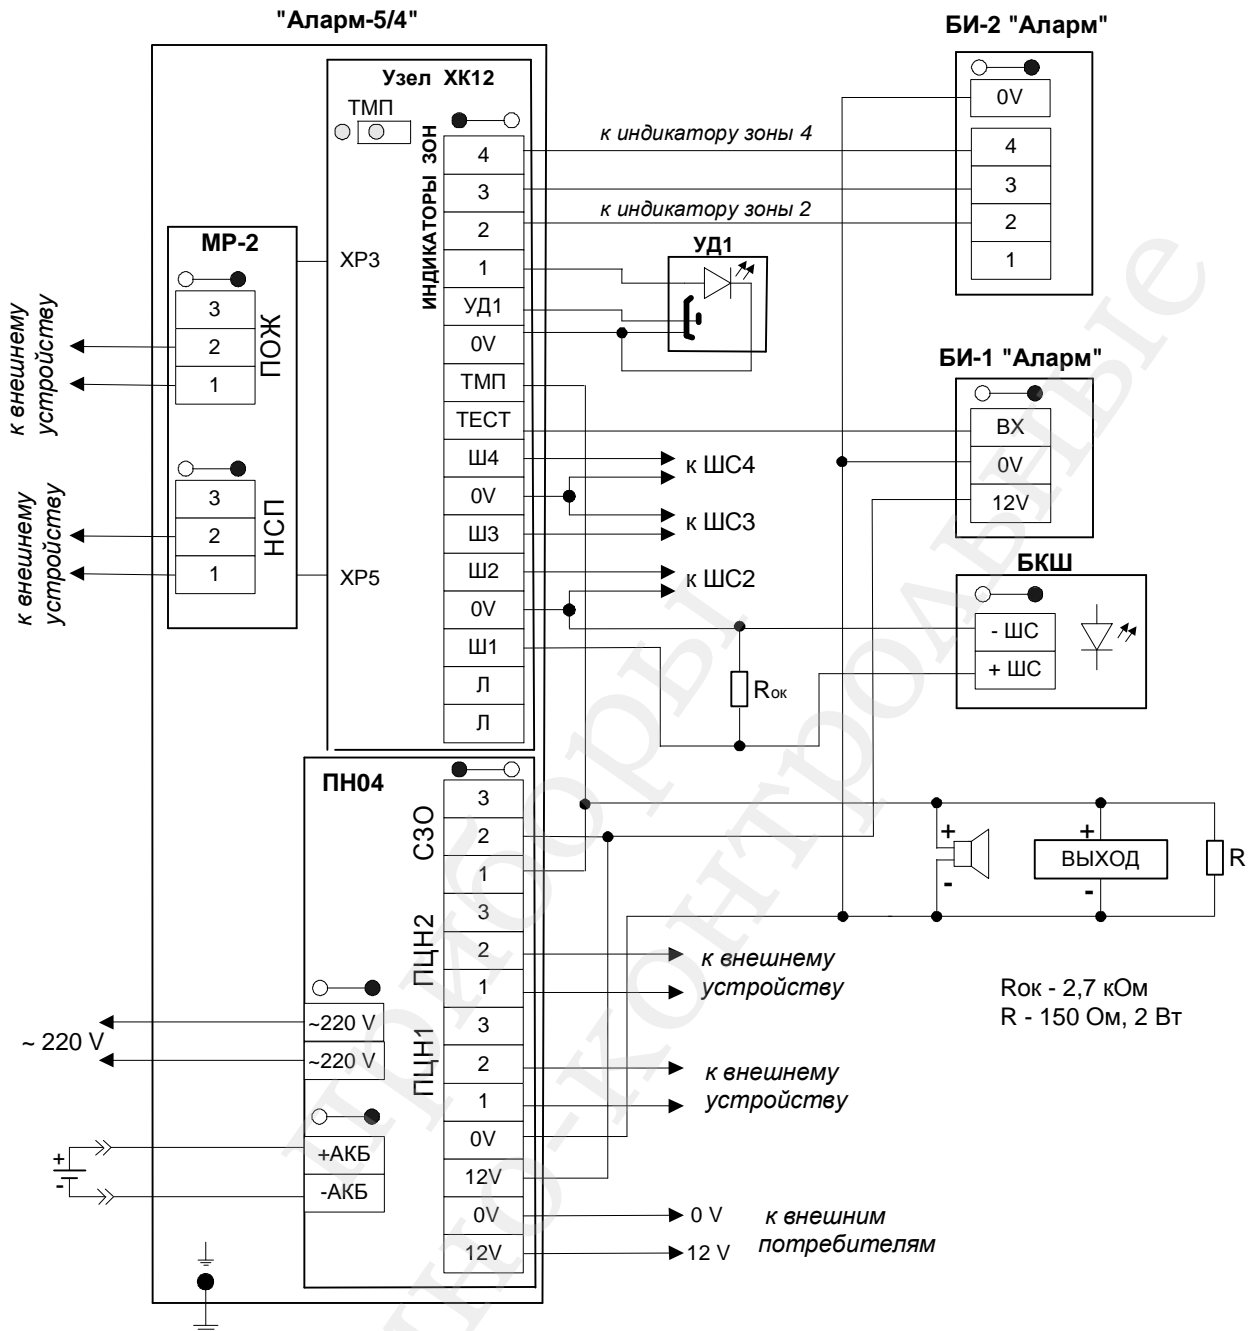 "Аларм-5/4"
БИ-2 "Аларм"
Узел ХК12
ТМП
ИНДИКАТОРЫ ЗОН
4
3
2
1
УД1
0V
ТМП
ТЕСТ
Ш4
0V
Ш3
Ш2
0V
Ш1
Л
Л
ХР3
ХР5
МР-2
3
2
1
ПОЖ
3
2
1
НСП
к внешнему
устройству
к внешнему
устройству
к индикатору зоны 4
к индикатору зоны 2
УД1
0V
4
3
2
1
БИ-1 "Аларм"
ВХ
0V
12V
к ШС4
к ШС3
к ШС2
БКШ
- ШС
+ ШС
Rок
ПН04
СЗО
3
2
1
ПЦН2
3
2
1
ПЦН1
3
2
1
0V
12V
0V
12V
~220 V
~220 V
~ 220 V
+АКБ
-АКБ
+
-
+
-
+
ВЫХОД
-
R
к внешнему
устройству
Rок - 2,7 кОм
R - 150 Ом, 2 Вт
к внешнему
устройству
0 V
12 V
к внешним
потребителям
приборы
но-контрольные